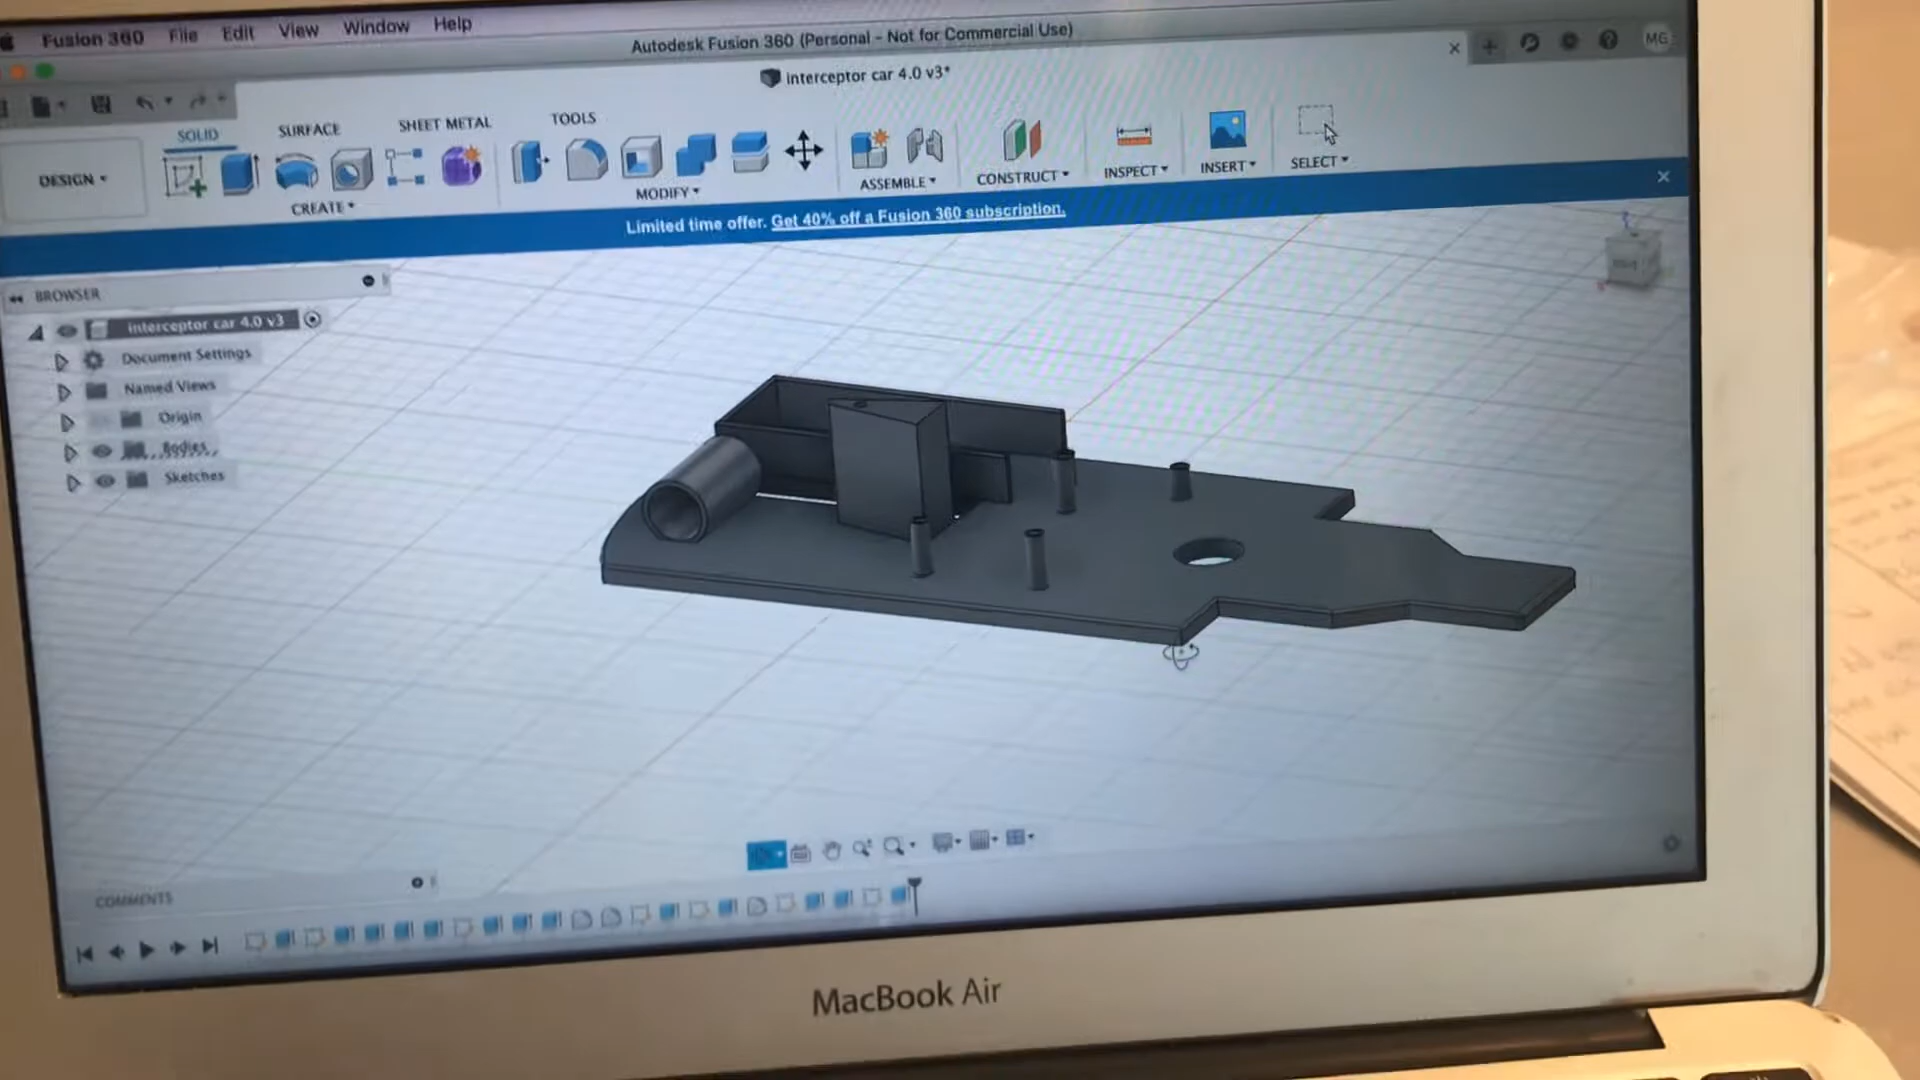 Fusion 360 File Edit View Window Help
Autodesk Fusion 360 (Personal - Not for Commercial Use)
MG
interceptor car 4.0 v3*
SOLID SURFACE SHEET METAL TOOLS
DESIGN
CREATE MODIFY ASSEMBLE CONSTRUCT INSPECT INSERT SELECT
Limited time offer. Get 40% off a Fusion 360 subscription.
BROWSER
interceptor car 4.0 v3
Document Settings
Named Views
Origin
Bodies
Sketches
COMMENTS
MacBook Air